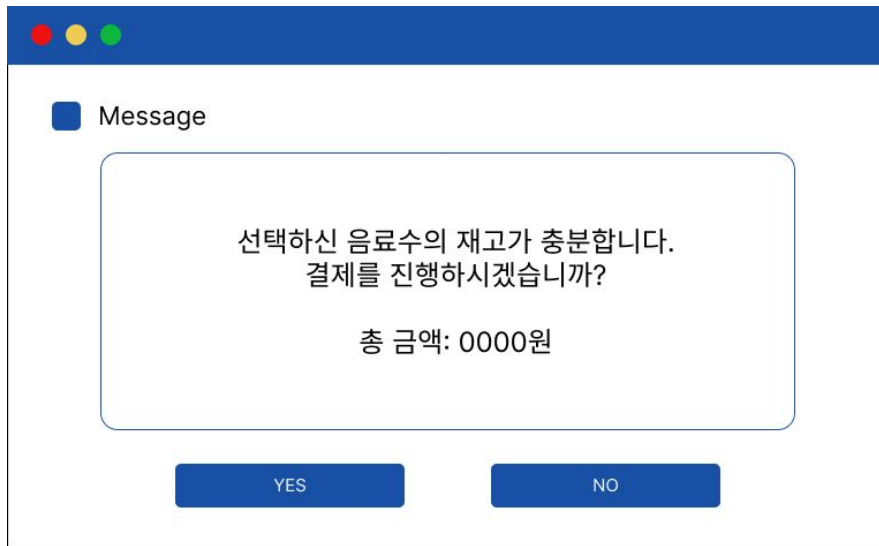 Message
선택하신 음료수의 재고가 충분합니다.
결제를 진행하시겠습니까?
총 금액: 0000원
YES
NO